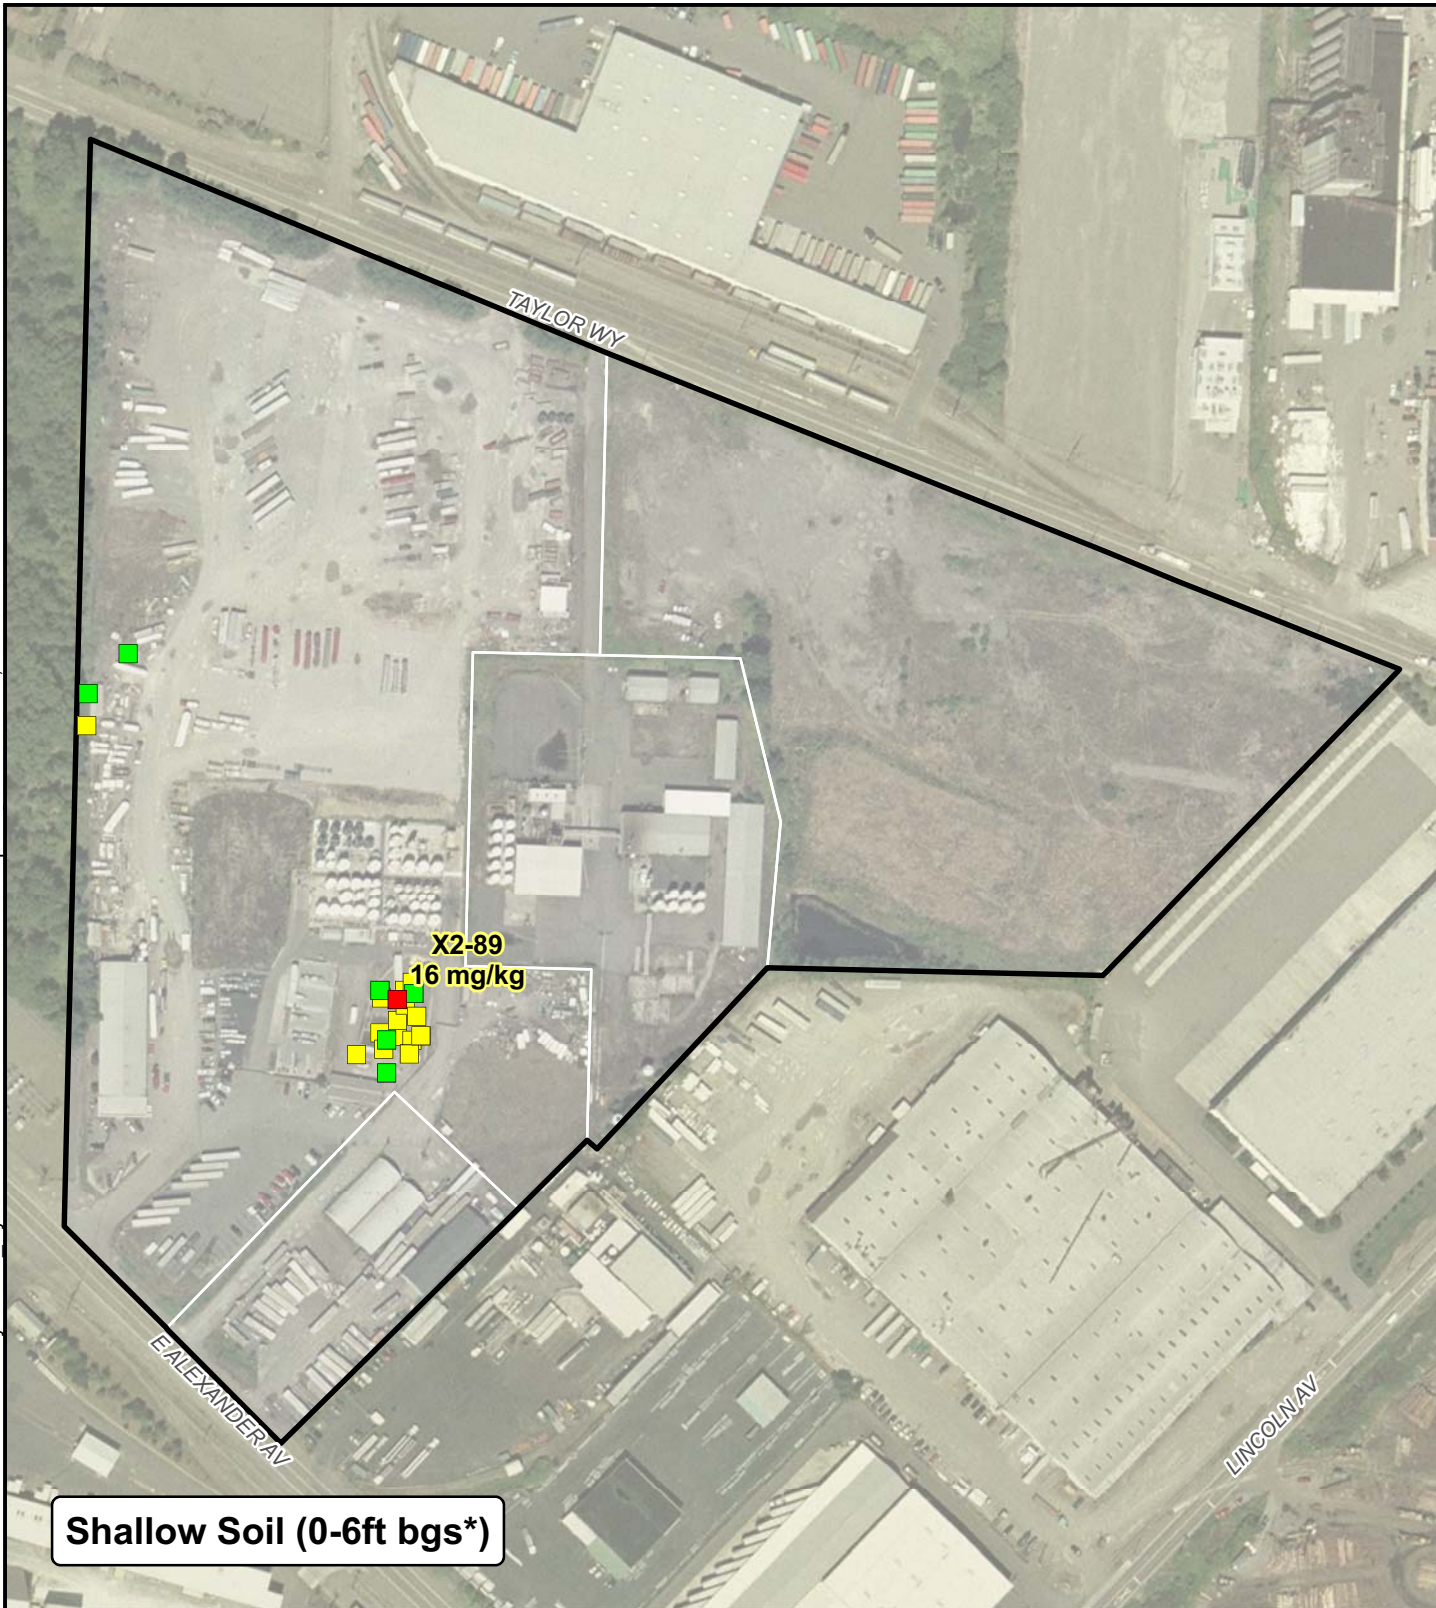 TAYLOR WY
X2-89
16 mg/kg
E ALEXANDER AV
LINCOLN AV
Shallow Soil (0-6ft bgs*)